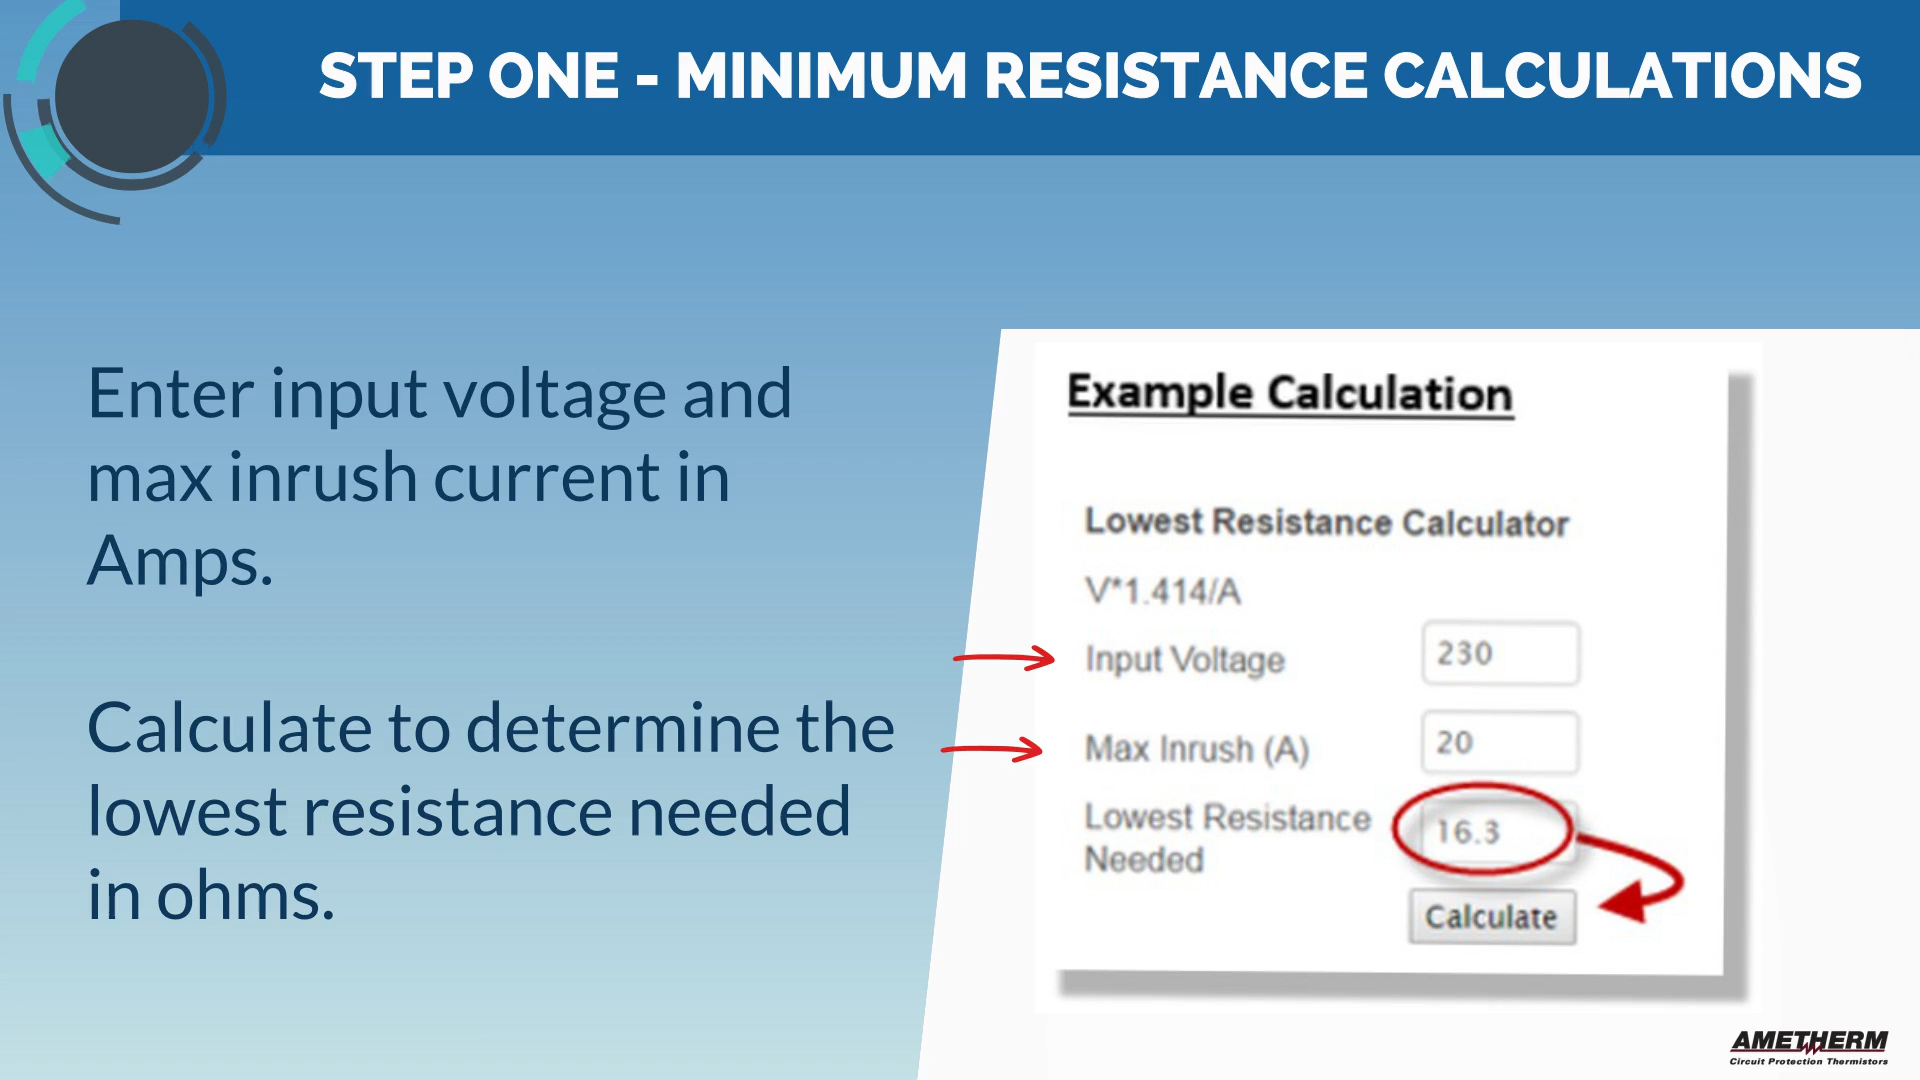 STEP ONE - MINIMUM RESISTANCE CALCULATIONS
Enter input voltage and
max inrush current in
Amps.
Calculate to determine the
lowest resistance needed
in ohms.
Example Calculation
Lowest Resistance Calculator
V*1.414/A
Input Voltage 230
Max Inrush (A) 20
Lowest Resistance
Needed 16.3
Calculate
AMETHERM
Circuit Protection Thermistors